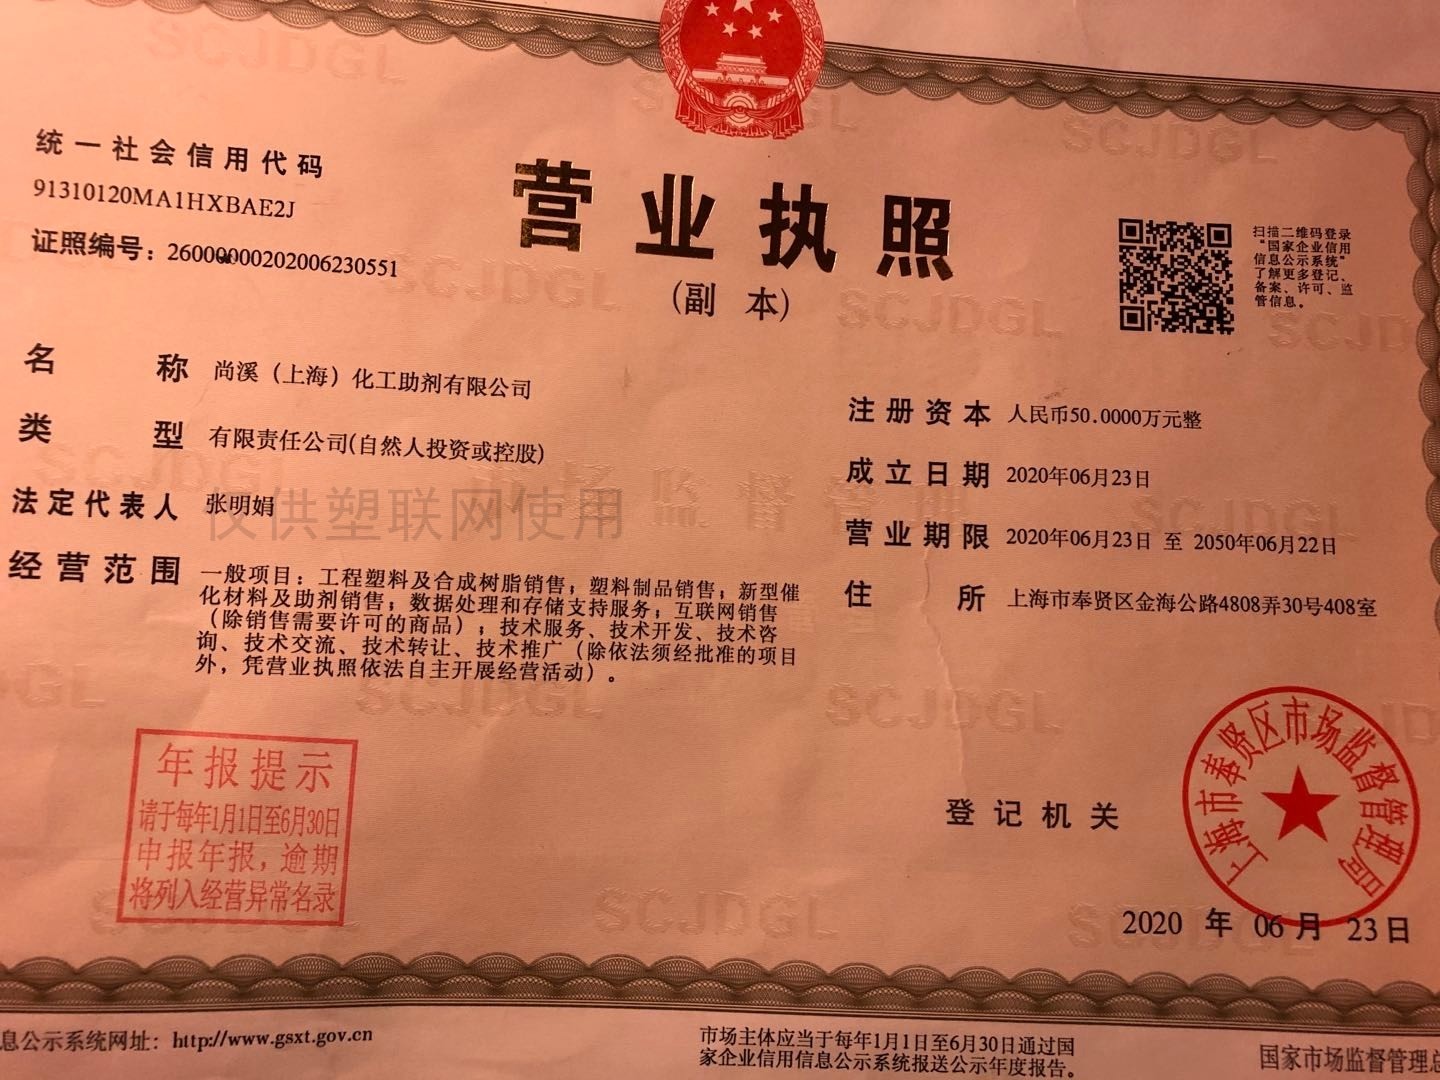 统一社会信用代码
91310120MA1HXBAE2J
证照编号：26000000202006230551
营业执照
(副本)
扫描二维码登录
“国家企业信用
信息公示系统”
了解更多登记、
备案、许可、监
管信息。
名称 尚溪（上海）化工助剂有限公司
类型 有限责任公司(自然人投资或控股)
法定代表人 张明娟
经营范围 一般项目：工程塑料及合成树脂销售；塑料制品销售；新型催
化材料及助剂销售；数据处理和存储支持服务；互联网销售
（除销售需要许可的商品）；技术服务、技术开发、技术咨
询、技术交流、技术转让、技术推广（除依法须经批准的项目
外，凭营业执照依法自主开展经营活动）。
注册资本 人民币50.0000万元整
成立日期 2020年06月23日
营业期限 2020年06月23日 至 2050年06月22日
住所 上海市奉贤区金海公路4808弄30号408室
仅供塑联网使用
年报提示
请于每年1月1日至6月30日
申报年报，逾期
将列入经营异常名录
登记机关
上海市奉贤区市场监督管理局
2020 年 06 月 23 日
息公示系统网址：http://www.gsxt.gov.cn
市场主体应当于每年1月1日至6月30日通过国
家企业信用信息公示系统报送公示年度报告。
国家市场监督管理总
SCJDGL